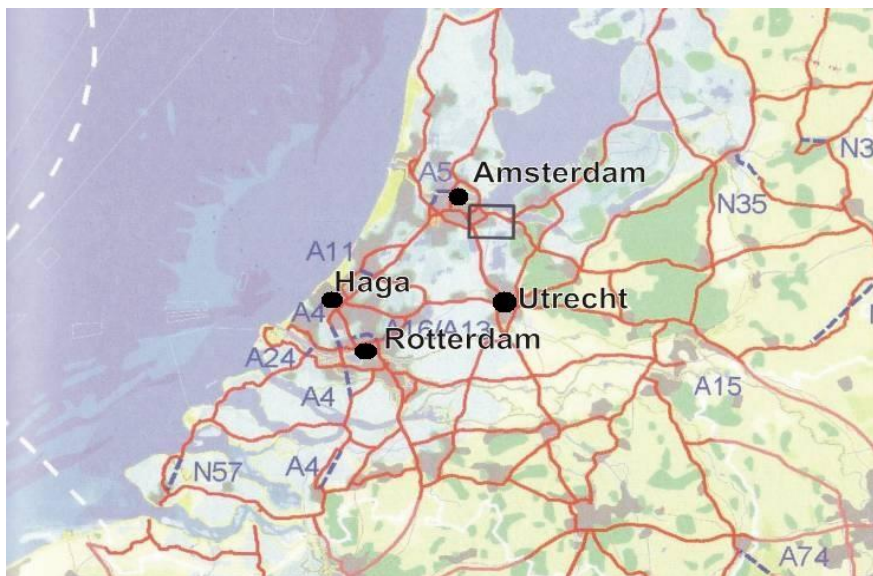 Amsterdam
A5
N3
N35
A11
Haga
Utrecht
A4
A16/A13
Rotterdam
A24
A4
A15
N57
A4
A74